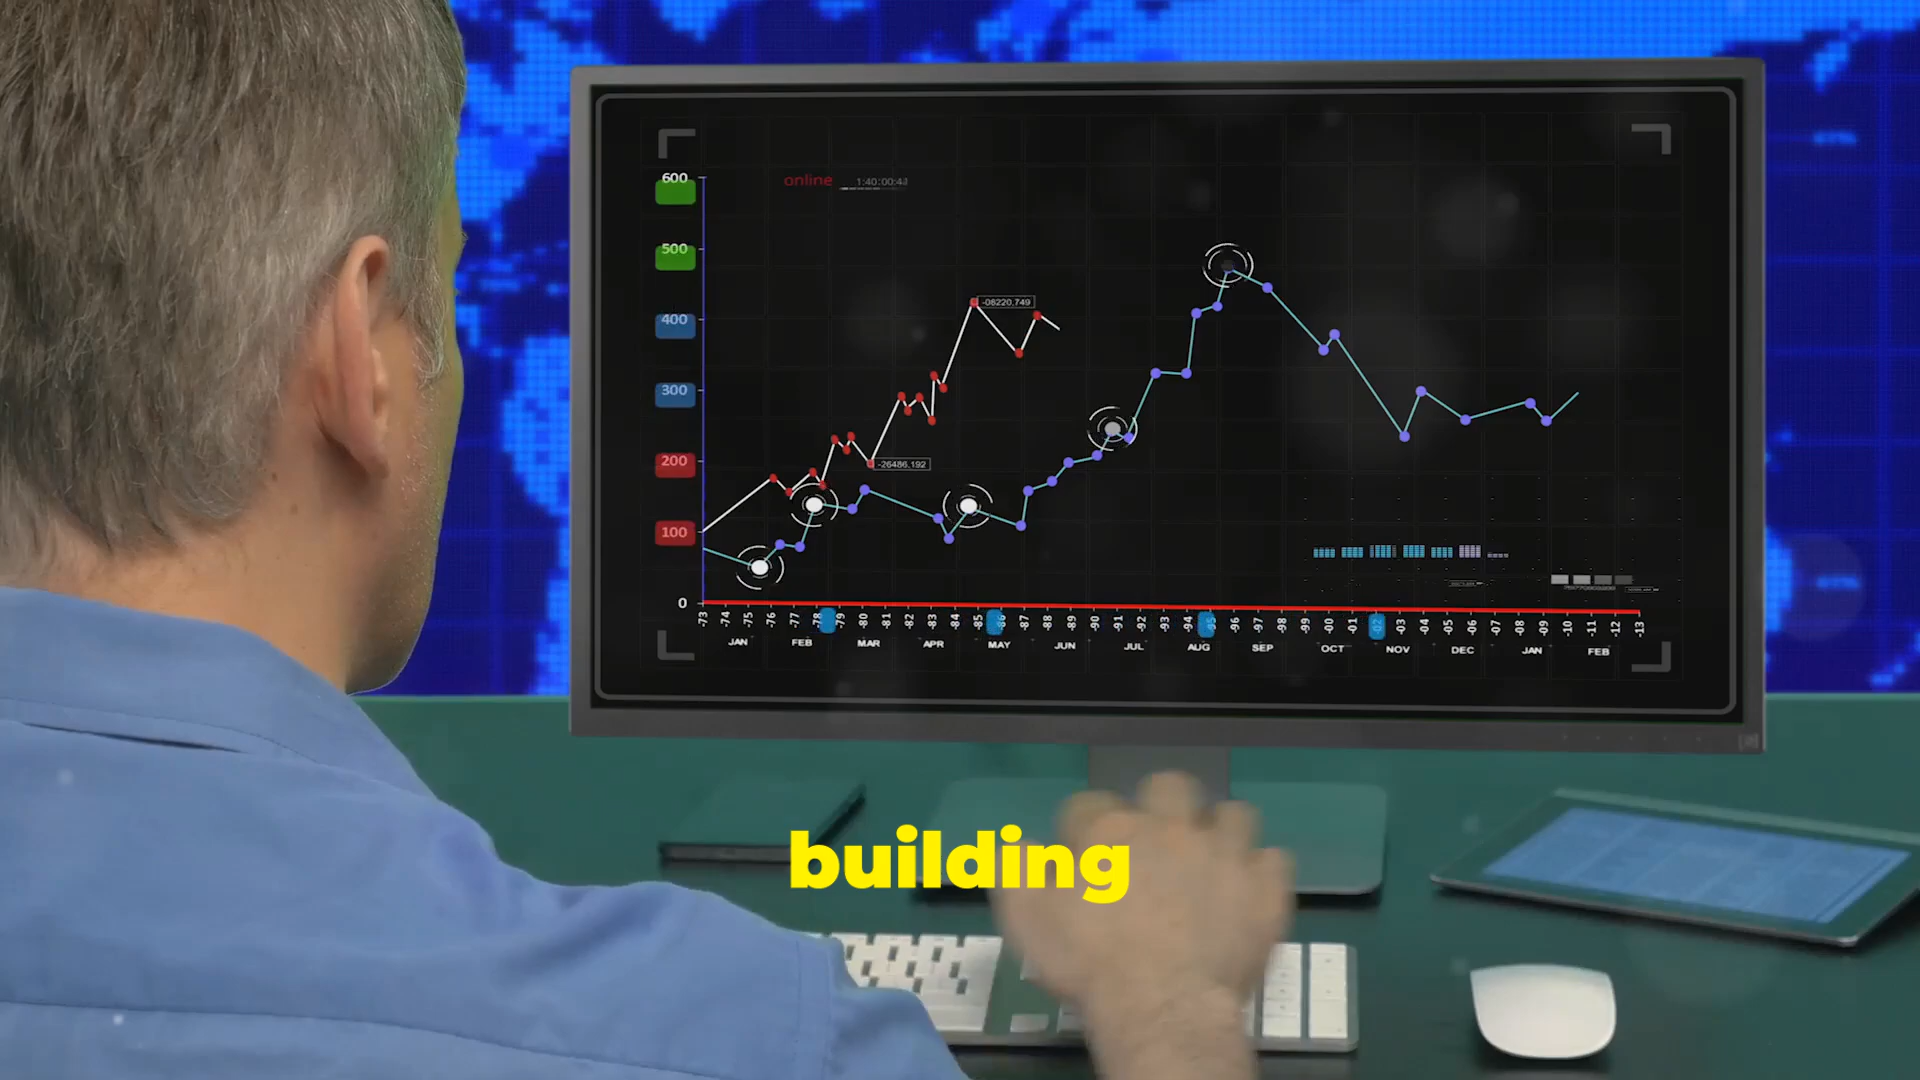 600
online 1:40:00:43
500
-08220,749
400
300
200
-26486,192
100
0
-73 -74 -75 -76 -77 -78 -79 -80 -81 -82 -83 -84 -85 -86 -87 -88 -89 -90 -91 -92 -93 -94 -95 -96 -97 -98 -99 -00 -01 -02 -03 -04 -05 -06 -07 -08 -09 -10 -11 -12 -13
JAN FEB MAR APR MAY JUN JUL AUG SEP OCT NOV DEC JAN FEB
building